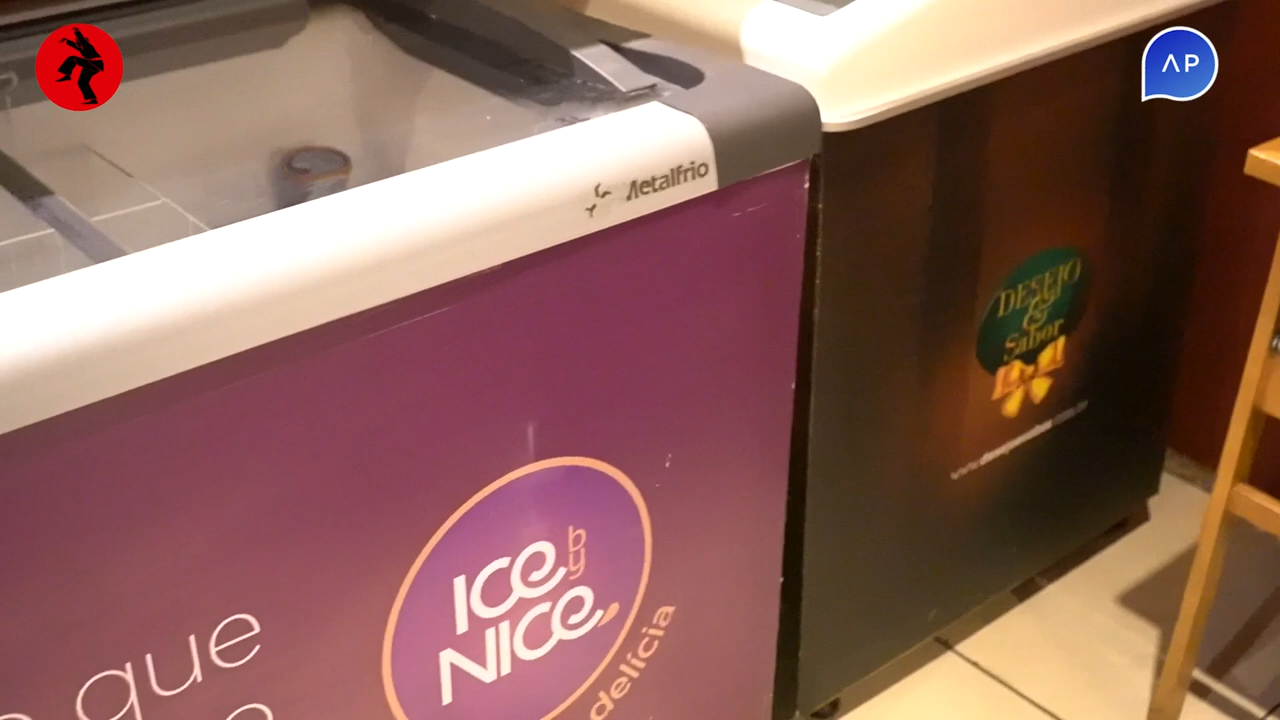 AP
Metalfrio
DESEJO
&
Sabor
ICE by
NICE
delícia
que